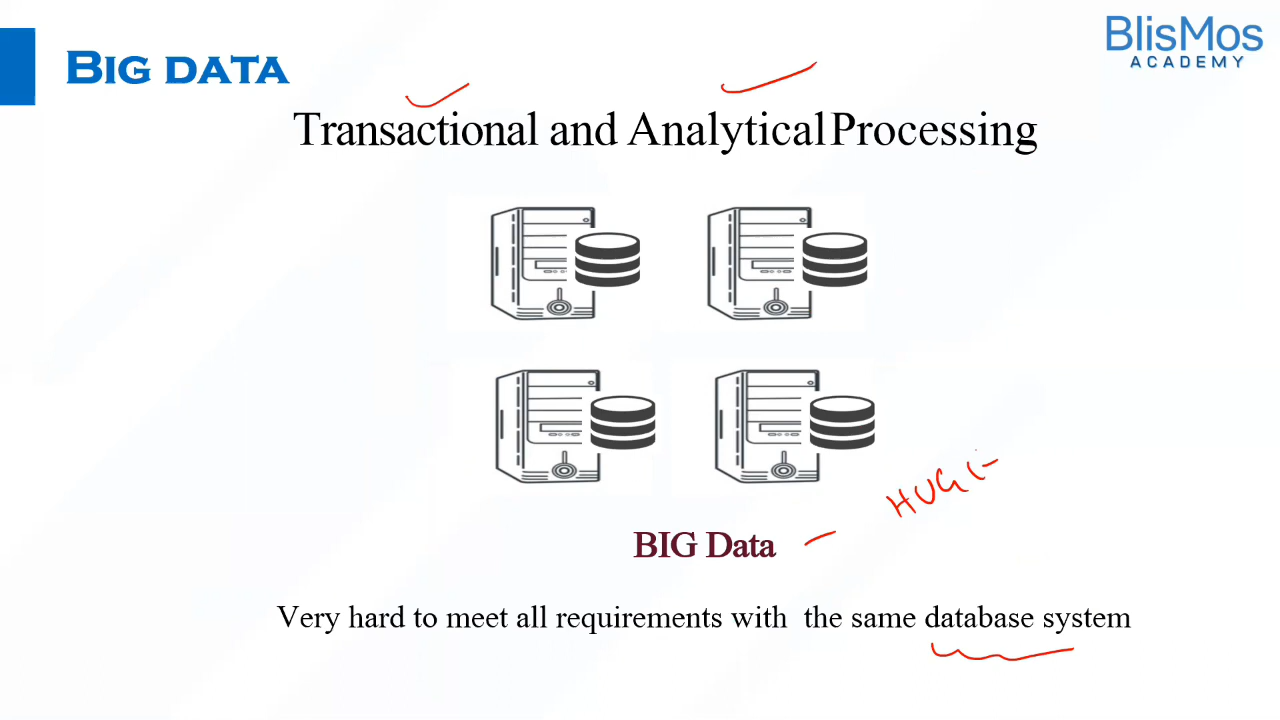 BIG DATA
BlisMos
ACADEMY
Transactional and Analytical Processing
HUGE
BIG Data
Very hard to meet all requirements with the same database system